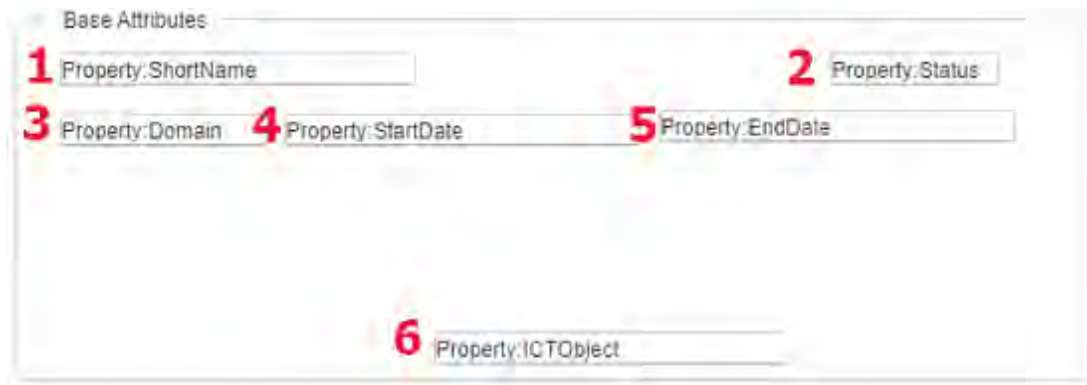 Base Attributes
1 Property:ShortName 2 Property:Status
3 Property:Domain 4 Property:StartDate 5 Property:EndDate
6 Property:ICTObject